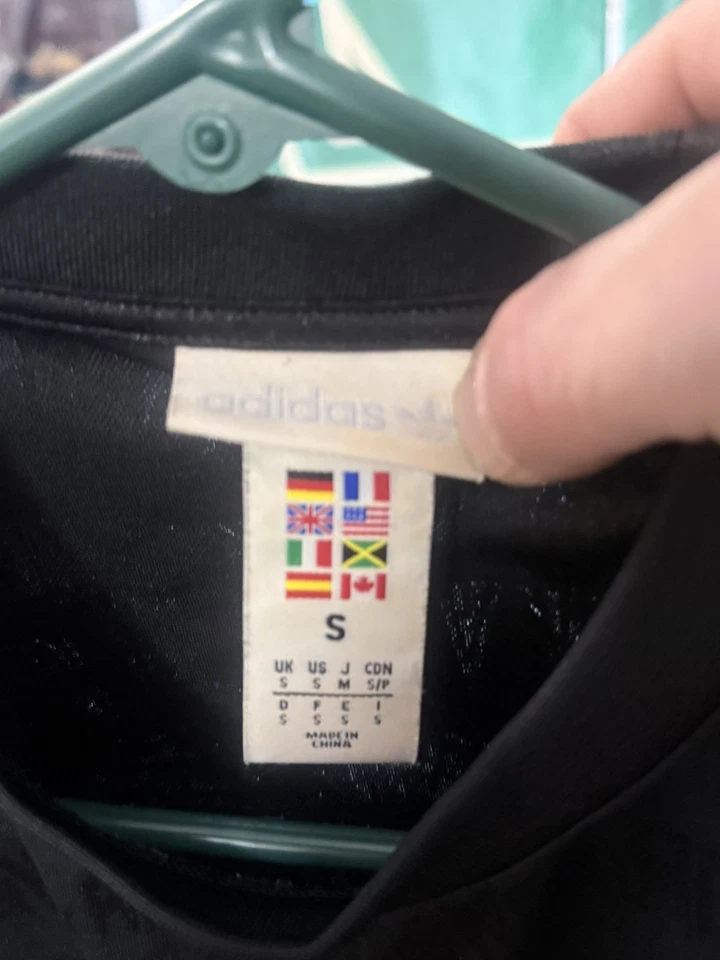 adidas
S
UK US J CDN
S S M S/P
D F E I
S S S S
MADE IN
CHINA